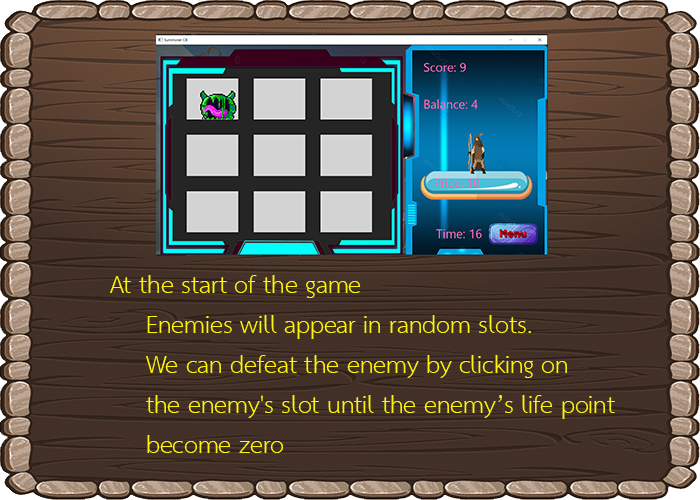 Summoner CB
Score: 9
Balance: 4
Price: 10
Time: 16 Menu
At the start of the game
Enemies will appear in random slots.
We can defeat the enemy by clicking on
the enemy's slot until the enemy’s life point
become zero